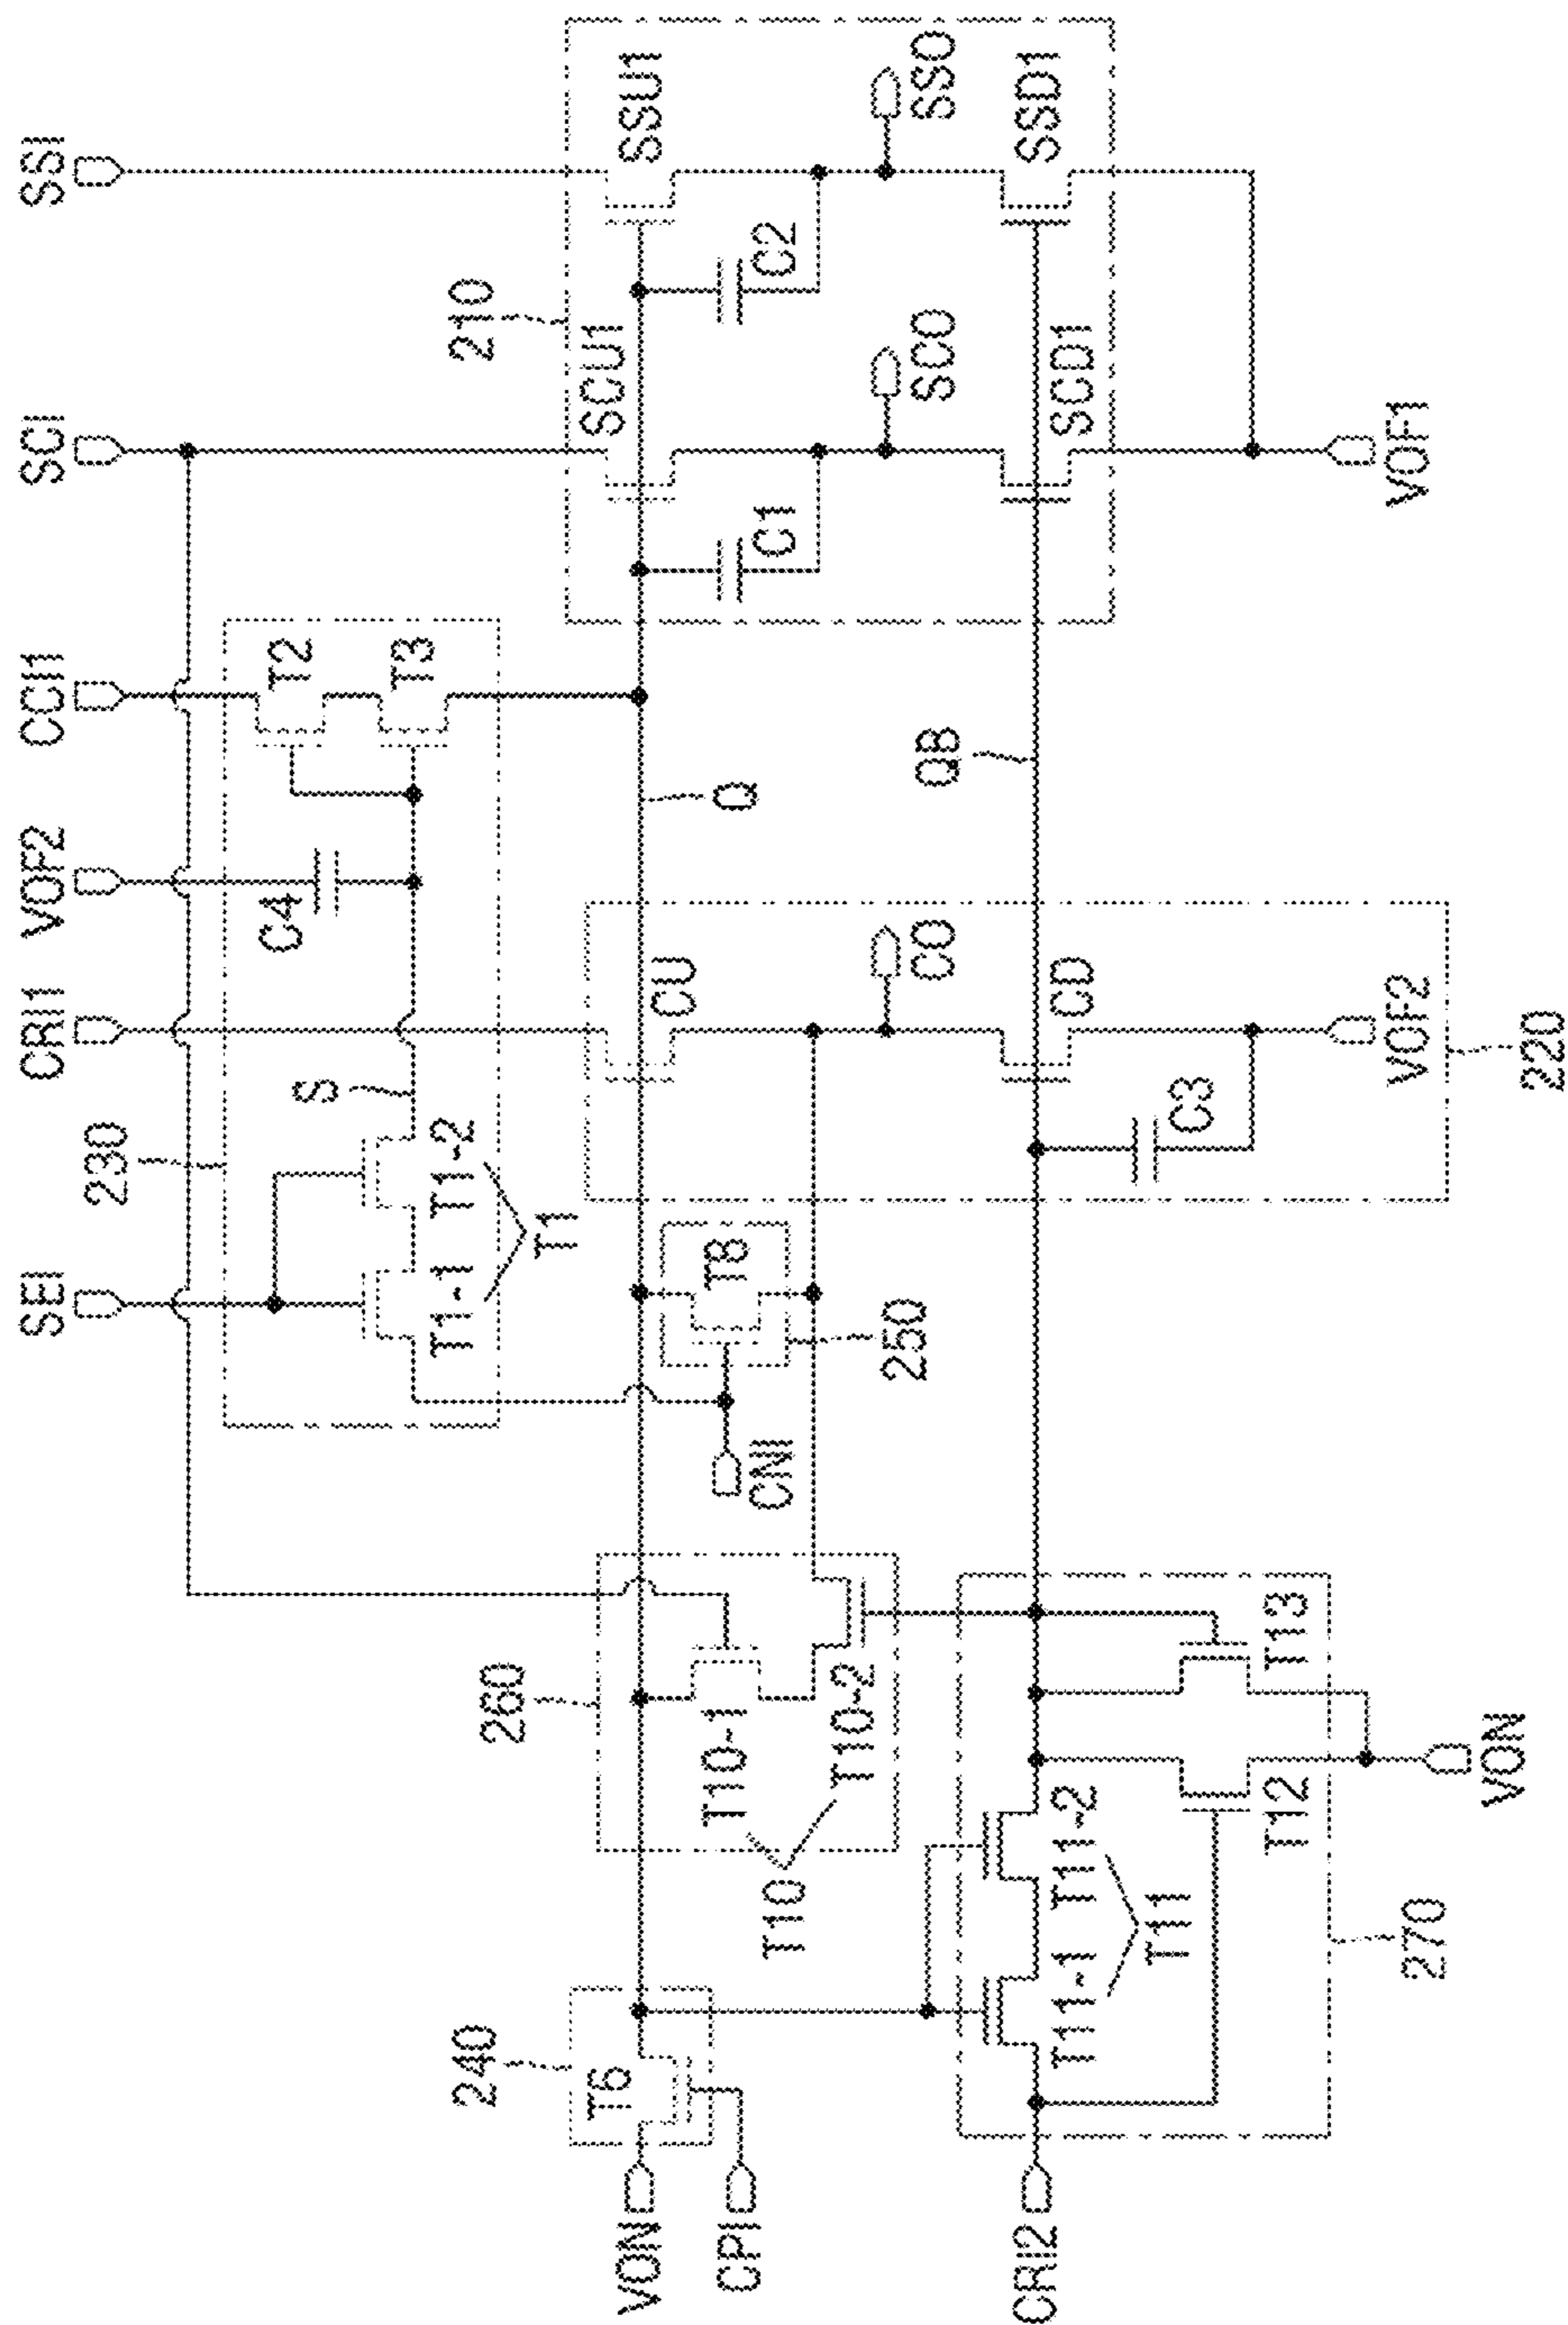 SEI
CRI1
VOF2
CCI1
SCI
SSI
230
S
C4
T2
T3
T1-1
T1-2
T1
210
SCU1
SSU1
C1
C2
SCO
SSO
SCD1
SSD1
VOF1
240
T6
VON
CPI
260
T10-1
T10-2
T10
CNI
T8
250
CU
CO
CD
C3
VOF2
220
Q
QB
CRI2
T11-1
T11-2
T11
T12
T13
270
VON